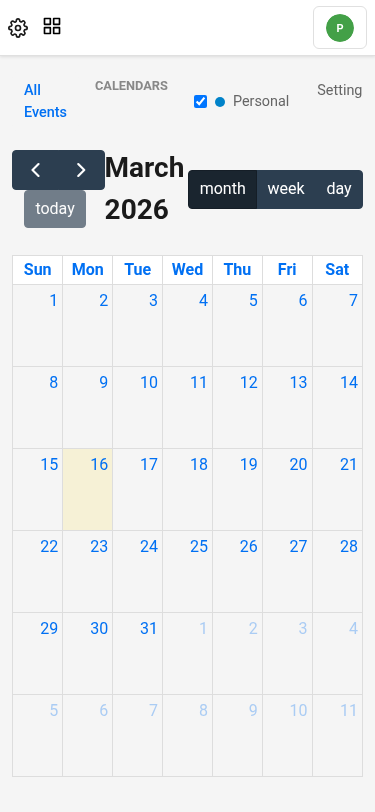 P
All
Events
CALENDARS
Personal
Setting
March
2026
today
month week day
Sun Mon Tue Wed Thu Fri Sat
1 2 3 4 5 6 7
8 9 10 11 12 13 14
15 16 17 18 19 20 21
22 23 24 25 26 27 28
29 30 31 1 2 3 4
5 6 7 8 9 10 11